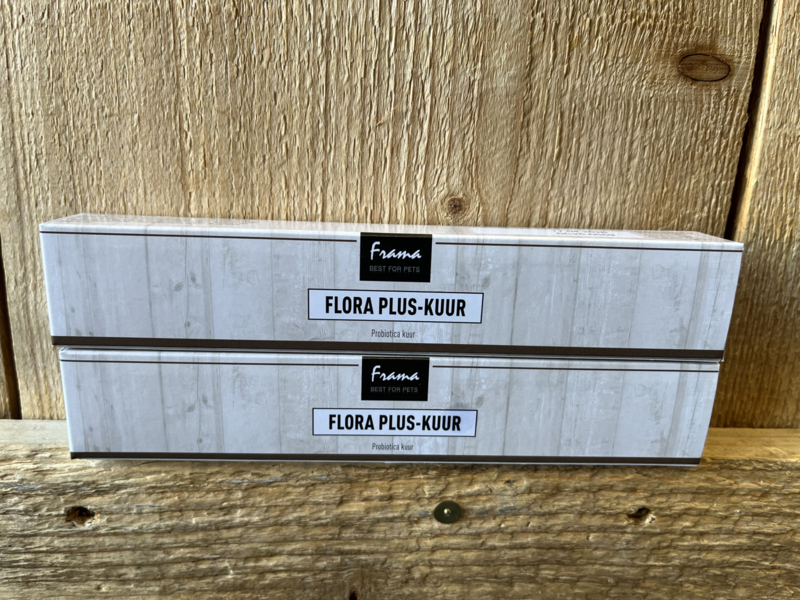 Frama
BEST FOR PETS
FLORA PLUS-KUUR
Probiotica kuur
Frama
BEST FOR PETS
FLORA PLUS-KUUR
Probiotica kuur